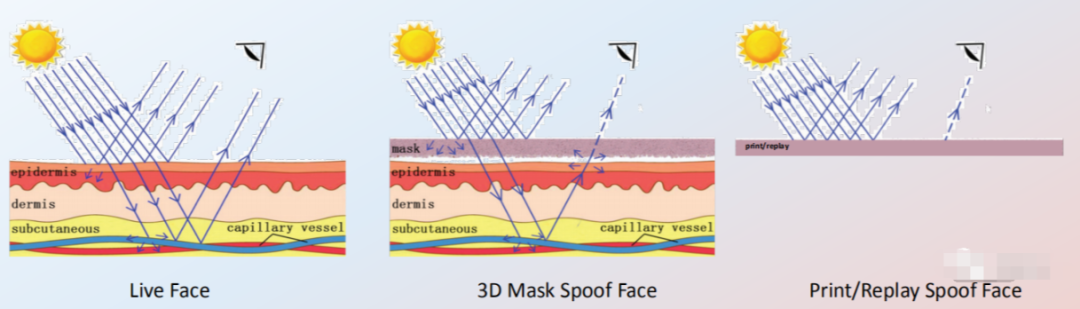 epidermis
dermis
subcutaneous
capillary vessel
Live Face
mask
epidermis
dermis
subcutaneous
capillary vessel
3D Mask Spoof Face
print/replay
Print/Replay Spoof Face